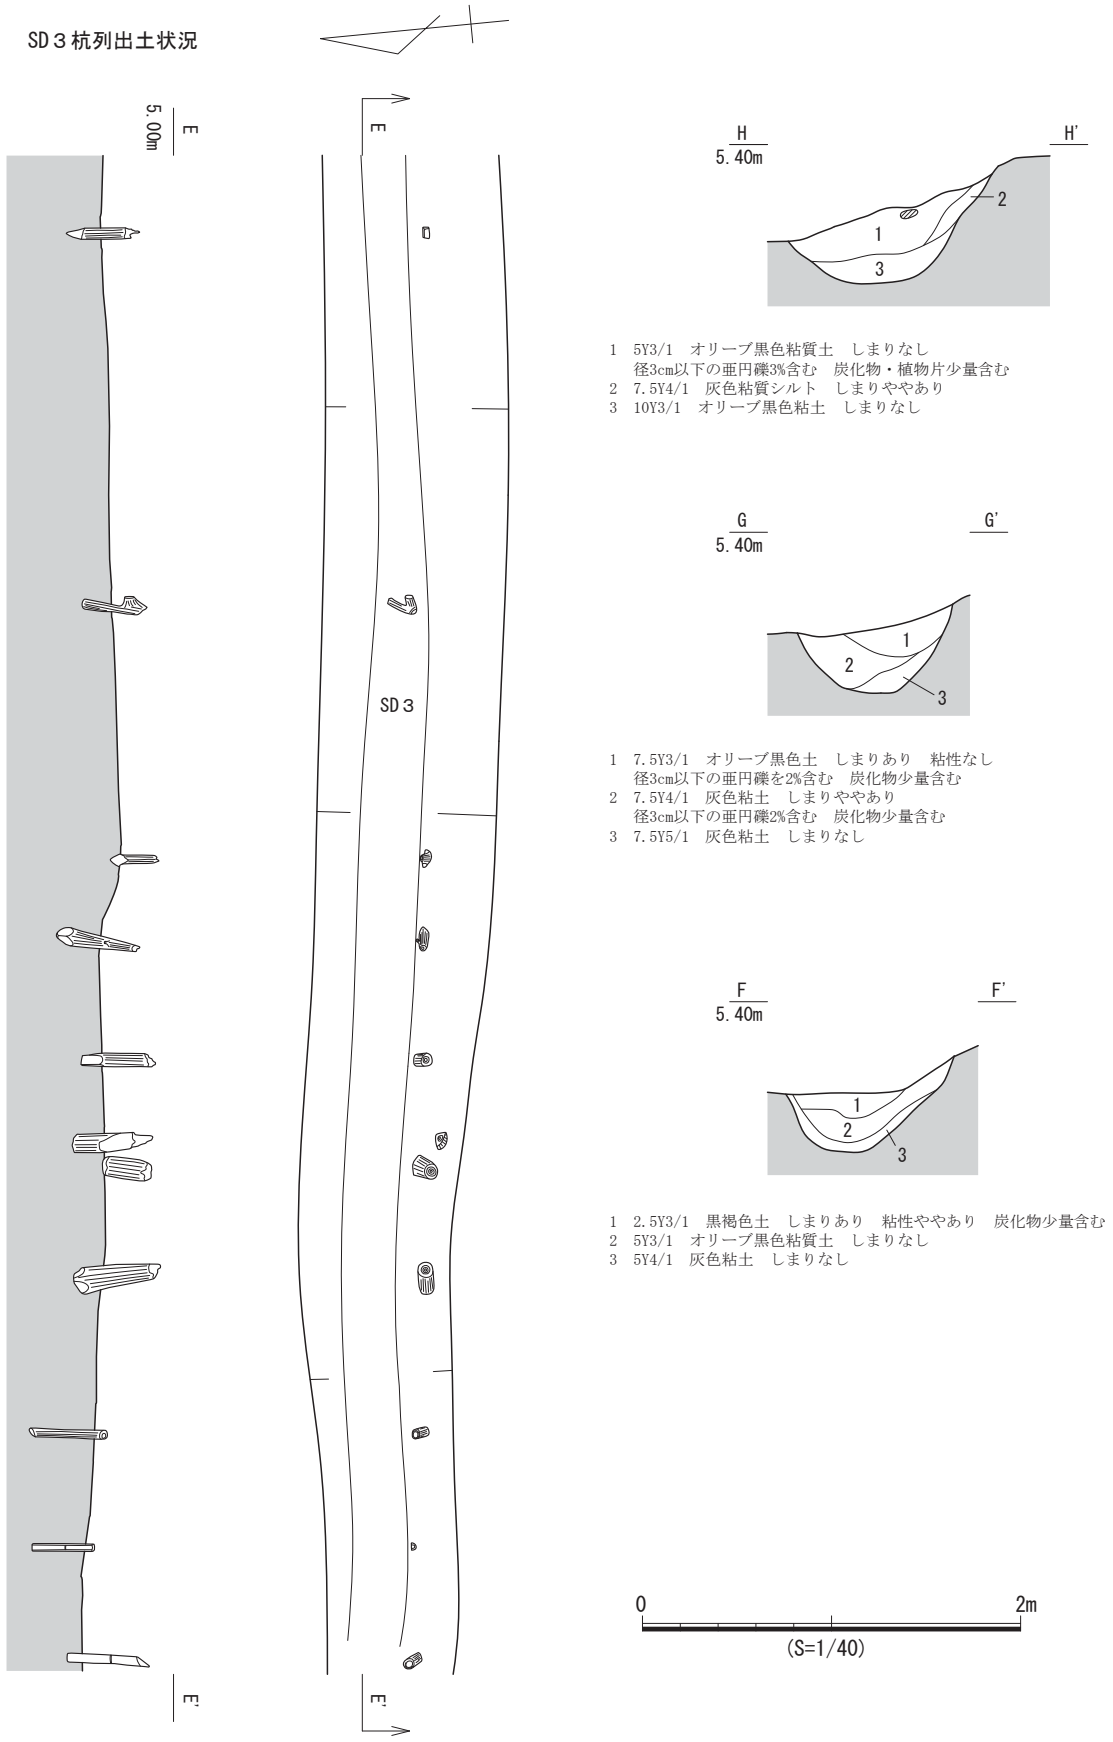 SD３杭列出土状況
E
5.00m
E
SD３
E'
E'
H
5.40m
H'
1
2
3
1　5Y3/1　オリーブ黒色粘質土　しまりなし
径3cm以下の亜円礫3%含む　炭化物・植物片少量含む
2　7.5Y4/1　灰色粘質シルト　しまりややあり
3　10Y3/1　オリーブ黒色粘土　しまりなし
G
5.40m
G'
1
2
3
1　7.5Y3/1　オリーブ黒色土　しまりあり　粘性なし
径3cm以下の亜円礫を2%含む　炭化物少量含む
2　7.5Y4/1　灰色粘土　しまりややあり
径3cm以下の亜円礫2%含む　炭化物少量含む
3　7.5Y5/1　灰色粘土　しまりなし
F
5.40m
F'
1
2
3
1　2.5Y3/1　黒褐色土　しまりあり　粘性ややあり　炭化物少量含む
2　5Y3/1　オリーブ黒色粘質土　しまりなし
3　5Y4/1　灰色粘土　しまりなし
0
2m
(S=1/40)